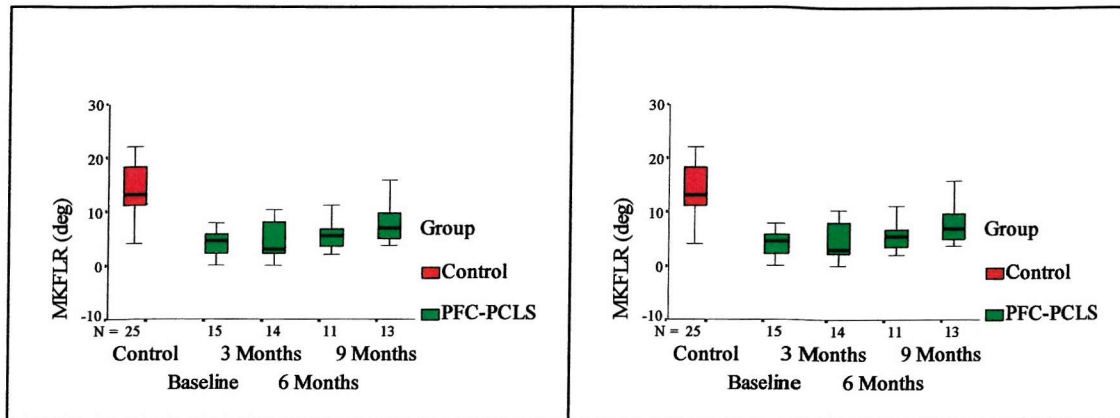 30
20
10
0
-10
MKFLR (deg)
N = 25 15 14 11 13
Control 3 Months 9 Months
Baseline 6 Months
Group
Control
PFC-PCLS
30
20
10
0
-10
MKFLR (deg)
N = 25 15 14 11 13
Control 3 Months 9 Months
Baseline 6 Months
Group
Control
PFC-PCLS